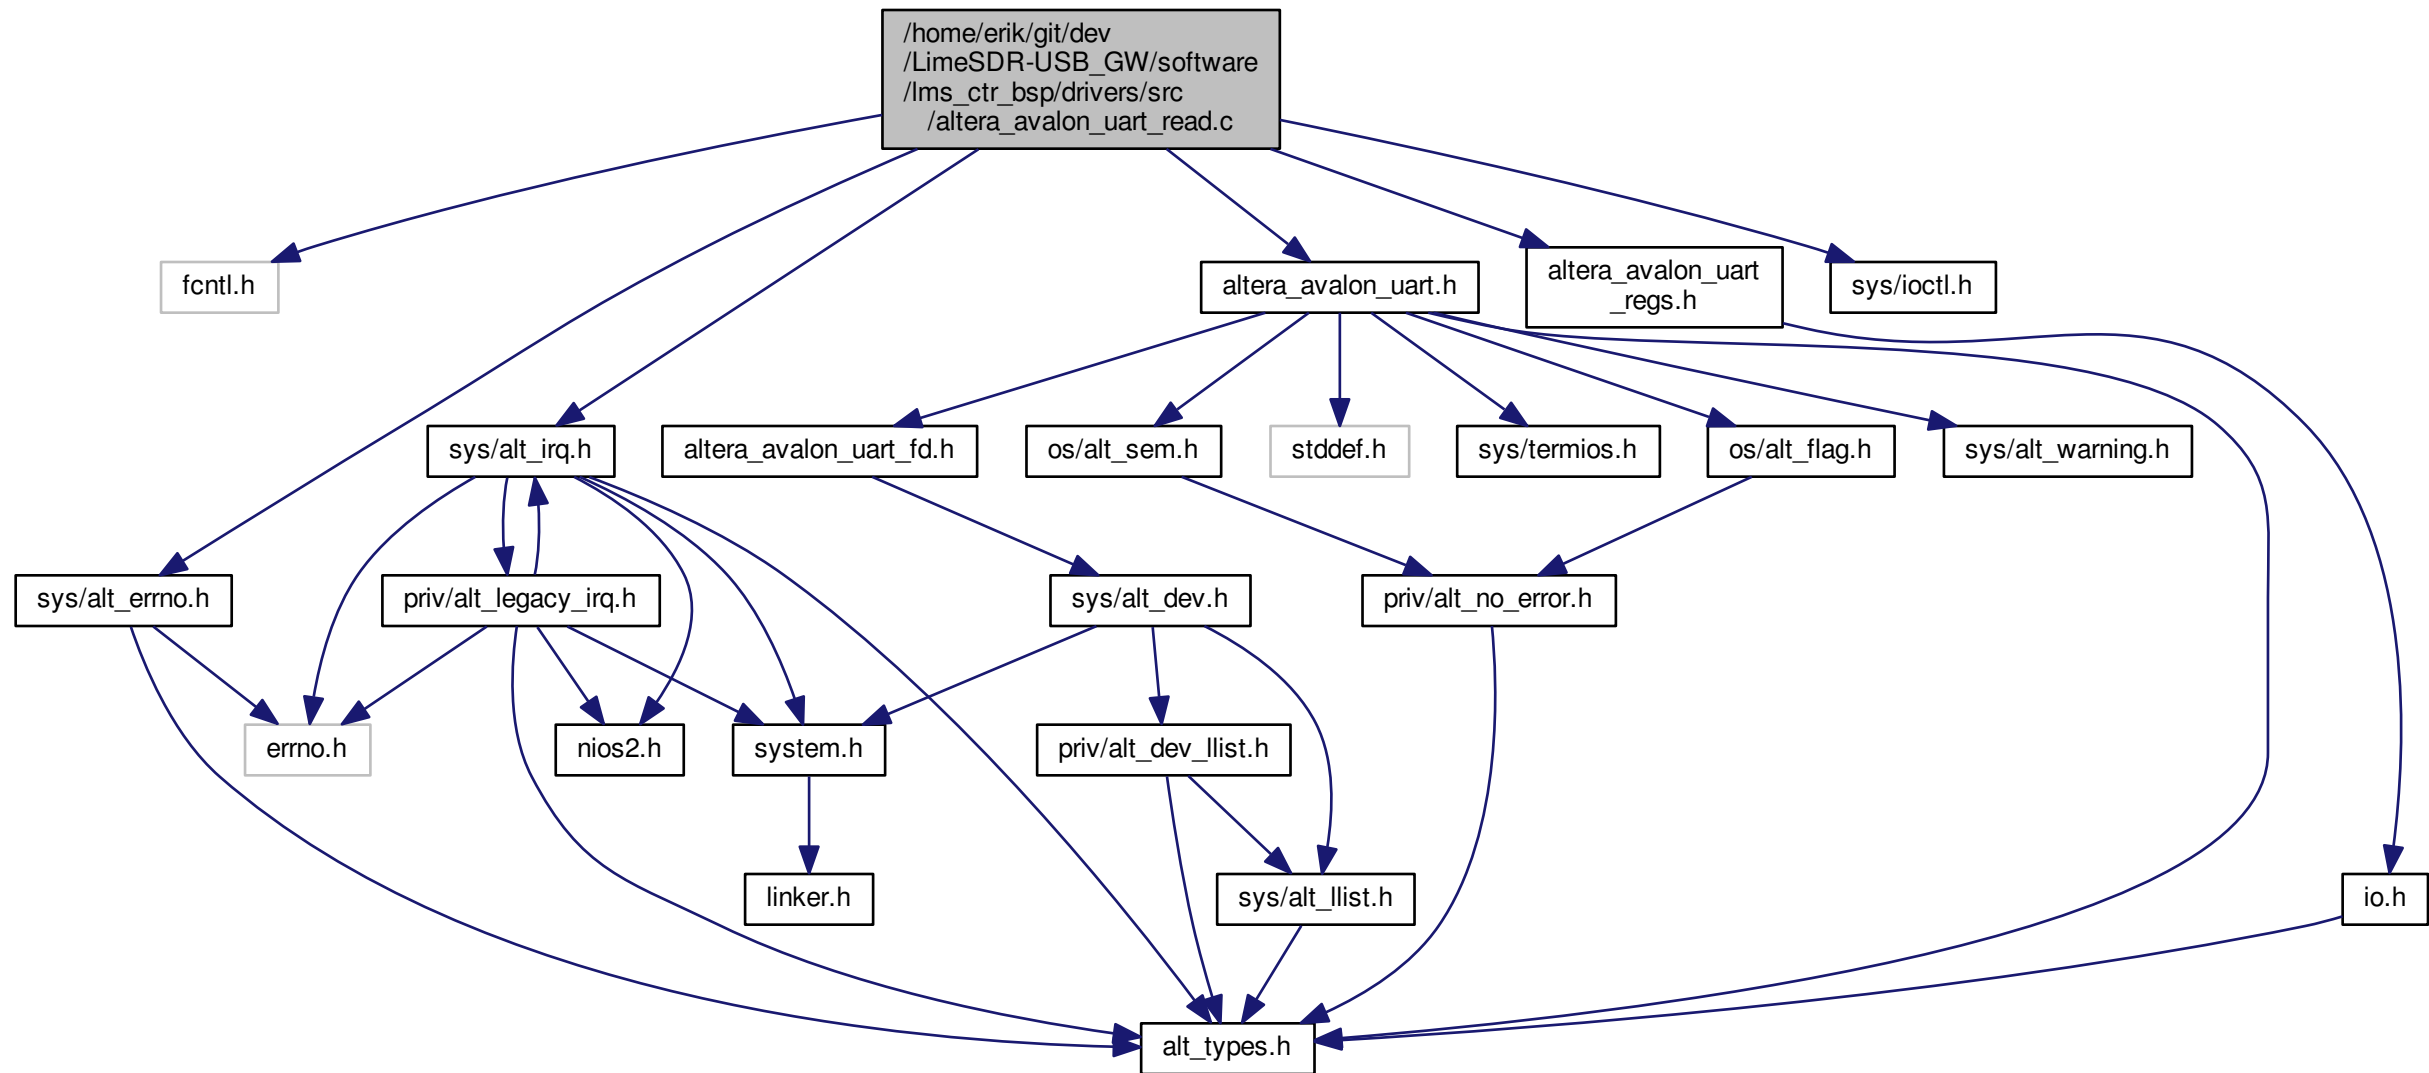 /home/erik/git/dev
/LimeSDR-USB_GW/software
/lms_ctr_bsp/drivers/src
/altera_avalon_uart_read.c
fcntl.h
altera_avalon_uart.h
altera_avalon_uart
_regs.h
sys/ioctl.h
sys/alt_irq.h
altera_avalon_uart_fd.h
os/alt_sem.h
stddef.h
sys/termios.h
os/alt_flag.h
sys/alt_warning.h
sys/alt_errno.h
priv/alt_legacy_irq.h
sys/alt_dev.h
priv/alt_no_error.h
errno.h
nios2.h
system.h
priv/alt_dev_llist.h
linker.h
sys/alt_llist.h
io.h
alt_types.h